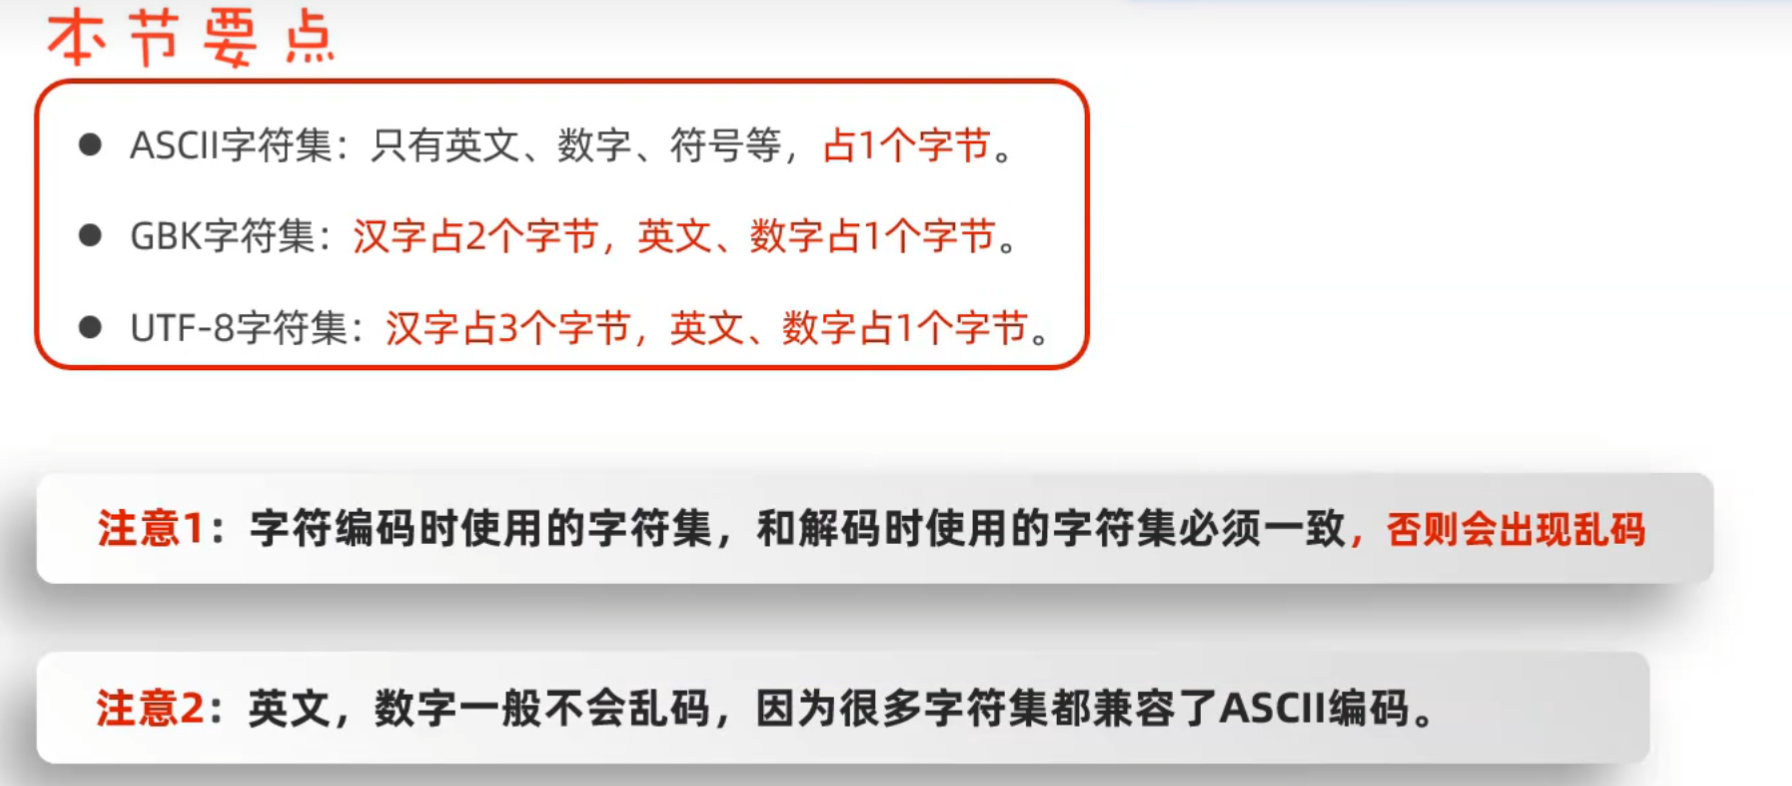 本节要点
● ASCII字符集：只有英文、数字、符号等，占1个字节。
● GBK字符集：汉字占2个字节，英文、数字占1个字节。
● UTF-8字符集：汉字占3个字节，英文、数字占1个字节。
注意1：字符编码时使用的字符集，和解码时使用的字符集必须一致，否则会出现乱码
注意2：英文，数字一般不会乱码，因为很多字符集都兼容了ASCII编码。